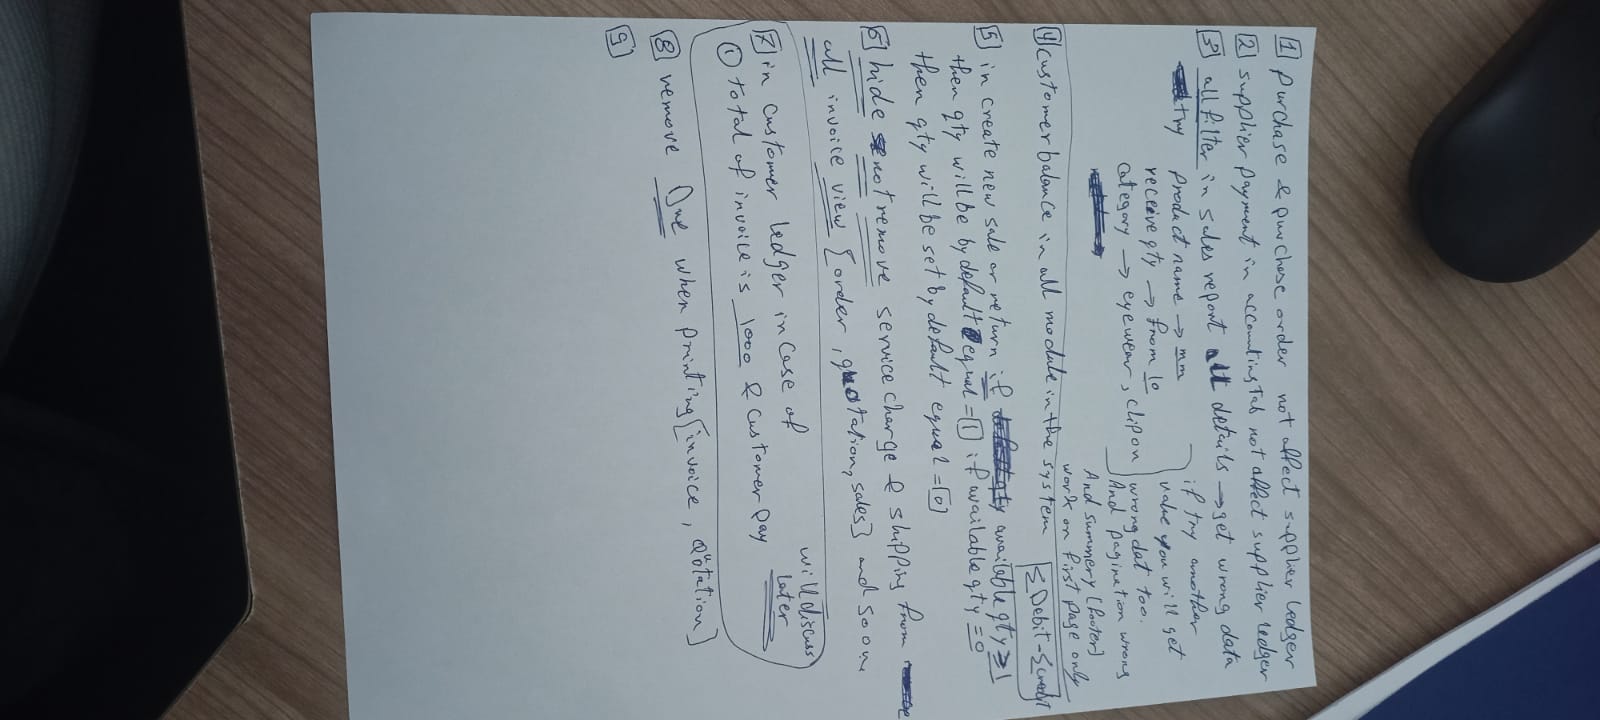 1 Purchase & purchase order not affect supplier ledger
2 supplier payment in accounting Tab not affect supplier ledger
3 all filter in sales report all details → get wrong data
try Product name → mm
receive qty → from 10
category → eyewear, clip on
if try another
value you will get
wrong dat too.
And pagination wrong
And summery (footer)
work on first page only
4 customer balance in all module in the system Σ Debit - Σ credit
5 in create new sale or return if available qty ≥ 1
then qty will be by default equal = 1 if available qty = 0
then qty will be set by default equal = 0
6 hide not remove service charge & shipping from
all invoice view [order, quotation, sales] and so on
7 in customer ledger in case of
① total of invoice is 1000 & customer pay
will discuss
later
8 remove Due when printing [invoice, Quotation]
9